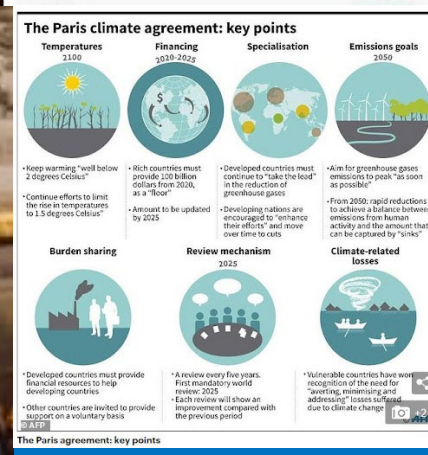 The Paris climate agreement: key points
Temperatures
2100
• Keep warming "well below
2 degrees Celsius"
• Continue efforts to limit
the rise in temperatures
to 1.5 degrees Celsius"
Financing
2020-2025
$
• Rich countries must
provide 100 billion
dollars from 2020,
as a "floor"
• Amount to be updated
by 2025
Specialisation
• Developed countries must
continue to "take the lead"
in the reduction of
greenhouse gases
• Developing nations are
encouraged to "enhance
their efforts" and move
over time to cuts
Emissions goals
2050
• Aim for greenhouse gases
emissions to peak "as soon
as possible"
• From 2050: rapid reductions
to achieve a balance between
emissions from human
activity and the amount that
can be captured by "sinks"
Burden sharing
• Developed countries must provide
financial resources to help
developing countries
• Other countries are invited to provide
support on a voluntary basis
Review mechanism
2025
• A review every five years.
First mandatory world
review: 2025
• Each review will show an
improvement compared with
the previous period
Climate-related
losses
• Vulnerable countries have won
recognition of the need for
"averting, minimising and
addressing" losses suffered
due to climate change
© AFP
The Paris agreement: key points